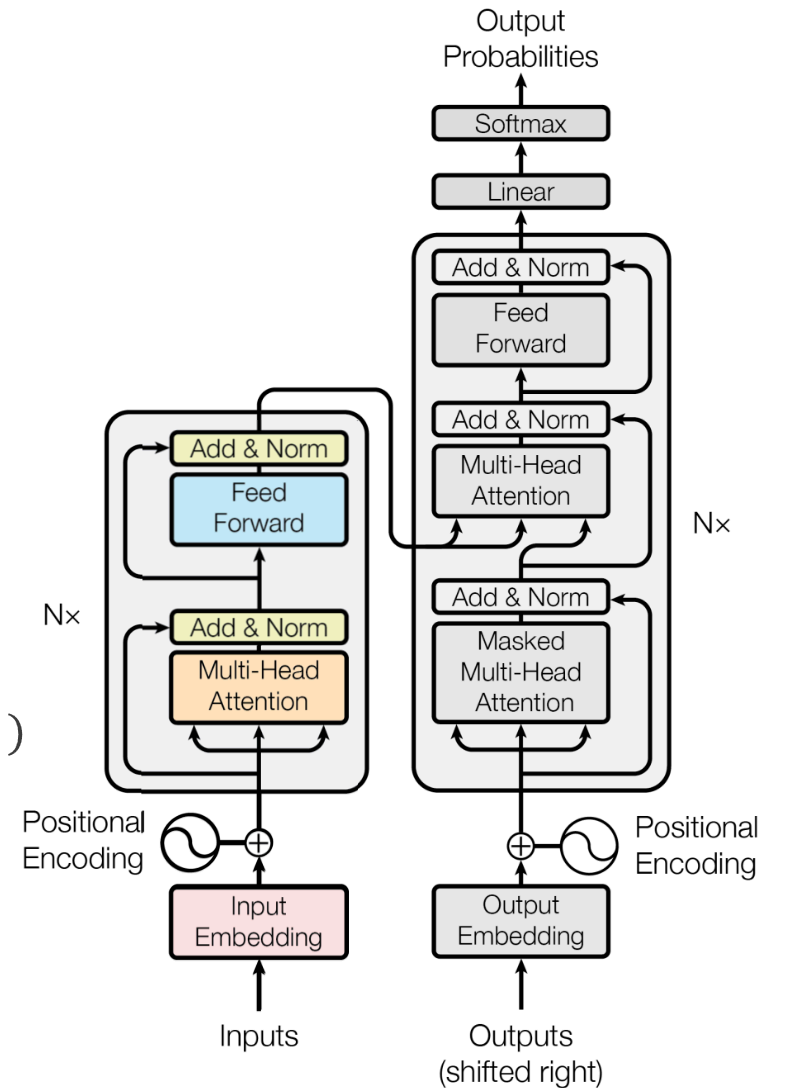 Output
Probabilities
Softmax
Linear
Add & Norm
Feed
Forward
Add & Norm
Multi-Head
Attention
Nx
Add & Norm
Masked
Multi-Head
Attention
Positional
Encoding
Output
Embedding
Outputs
(shifted right)
Add & Norm
Feed
Forward
Nx
Add & Norm
Multi-Head
Attention
)
Positional
Encoding
Input
Embedding
Inputs